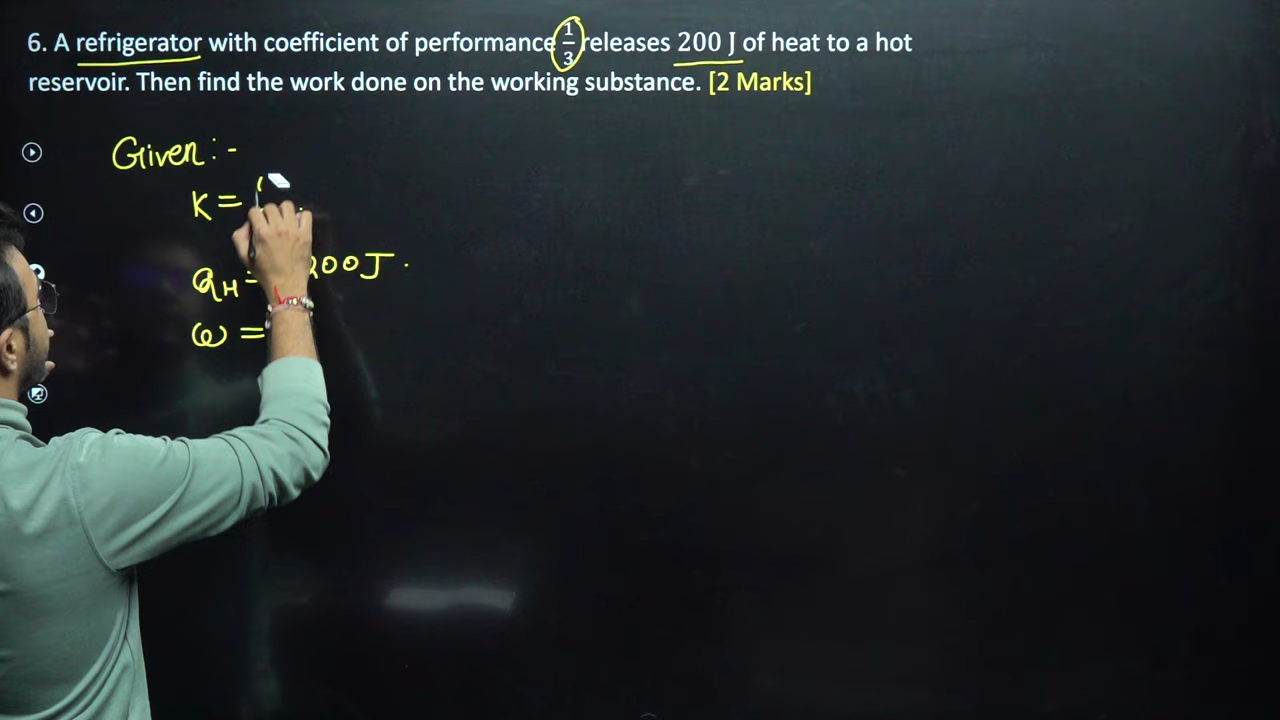 6. A refrigerator with coefficient of performance 1/3 releases 200 J of heat to a hot
reservoir. Then find the work done on the working substance. [2 Marks]
Given :-
K =
Q_H = 200 J .
ω =